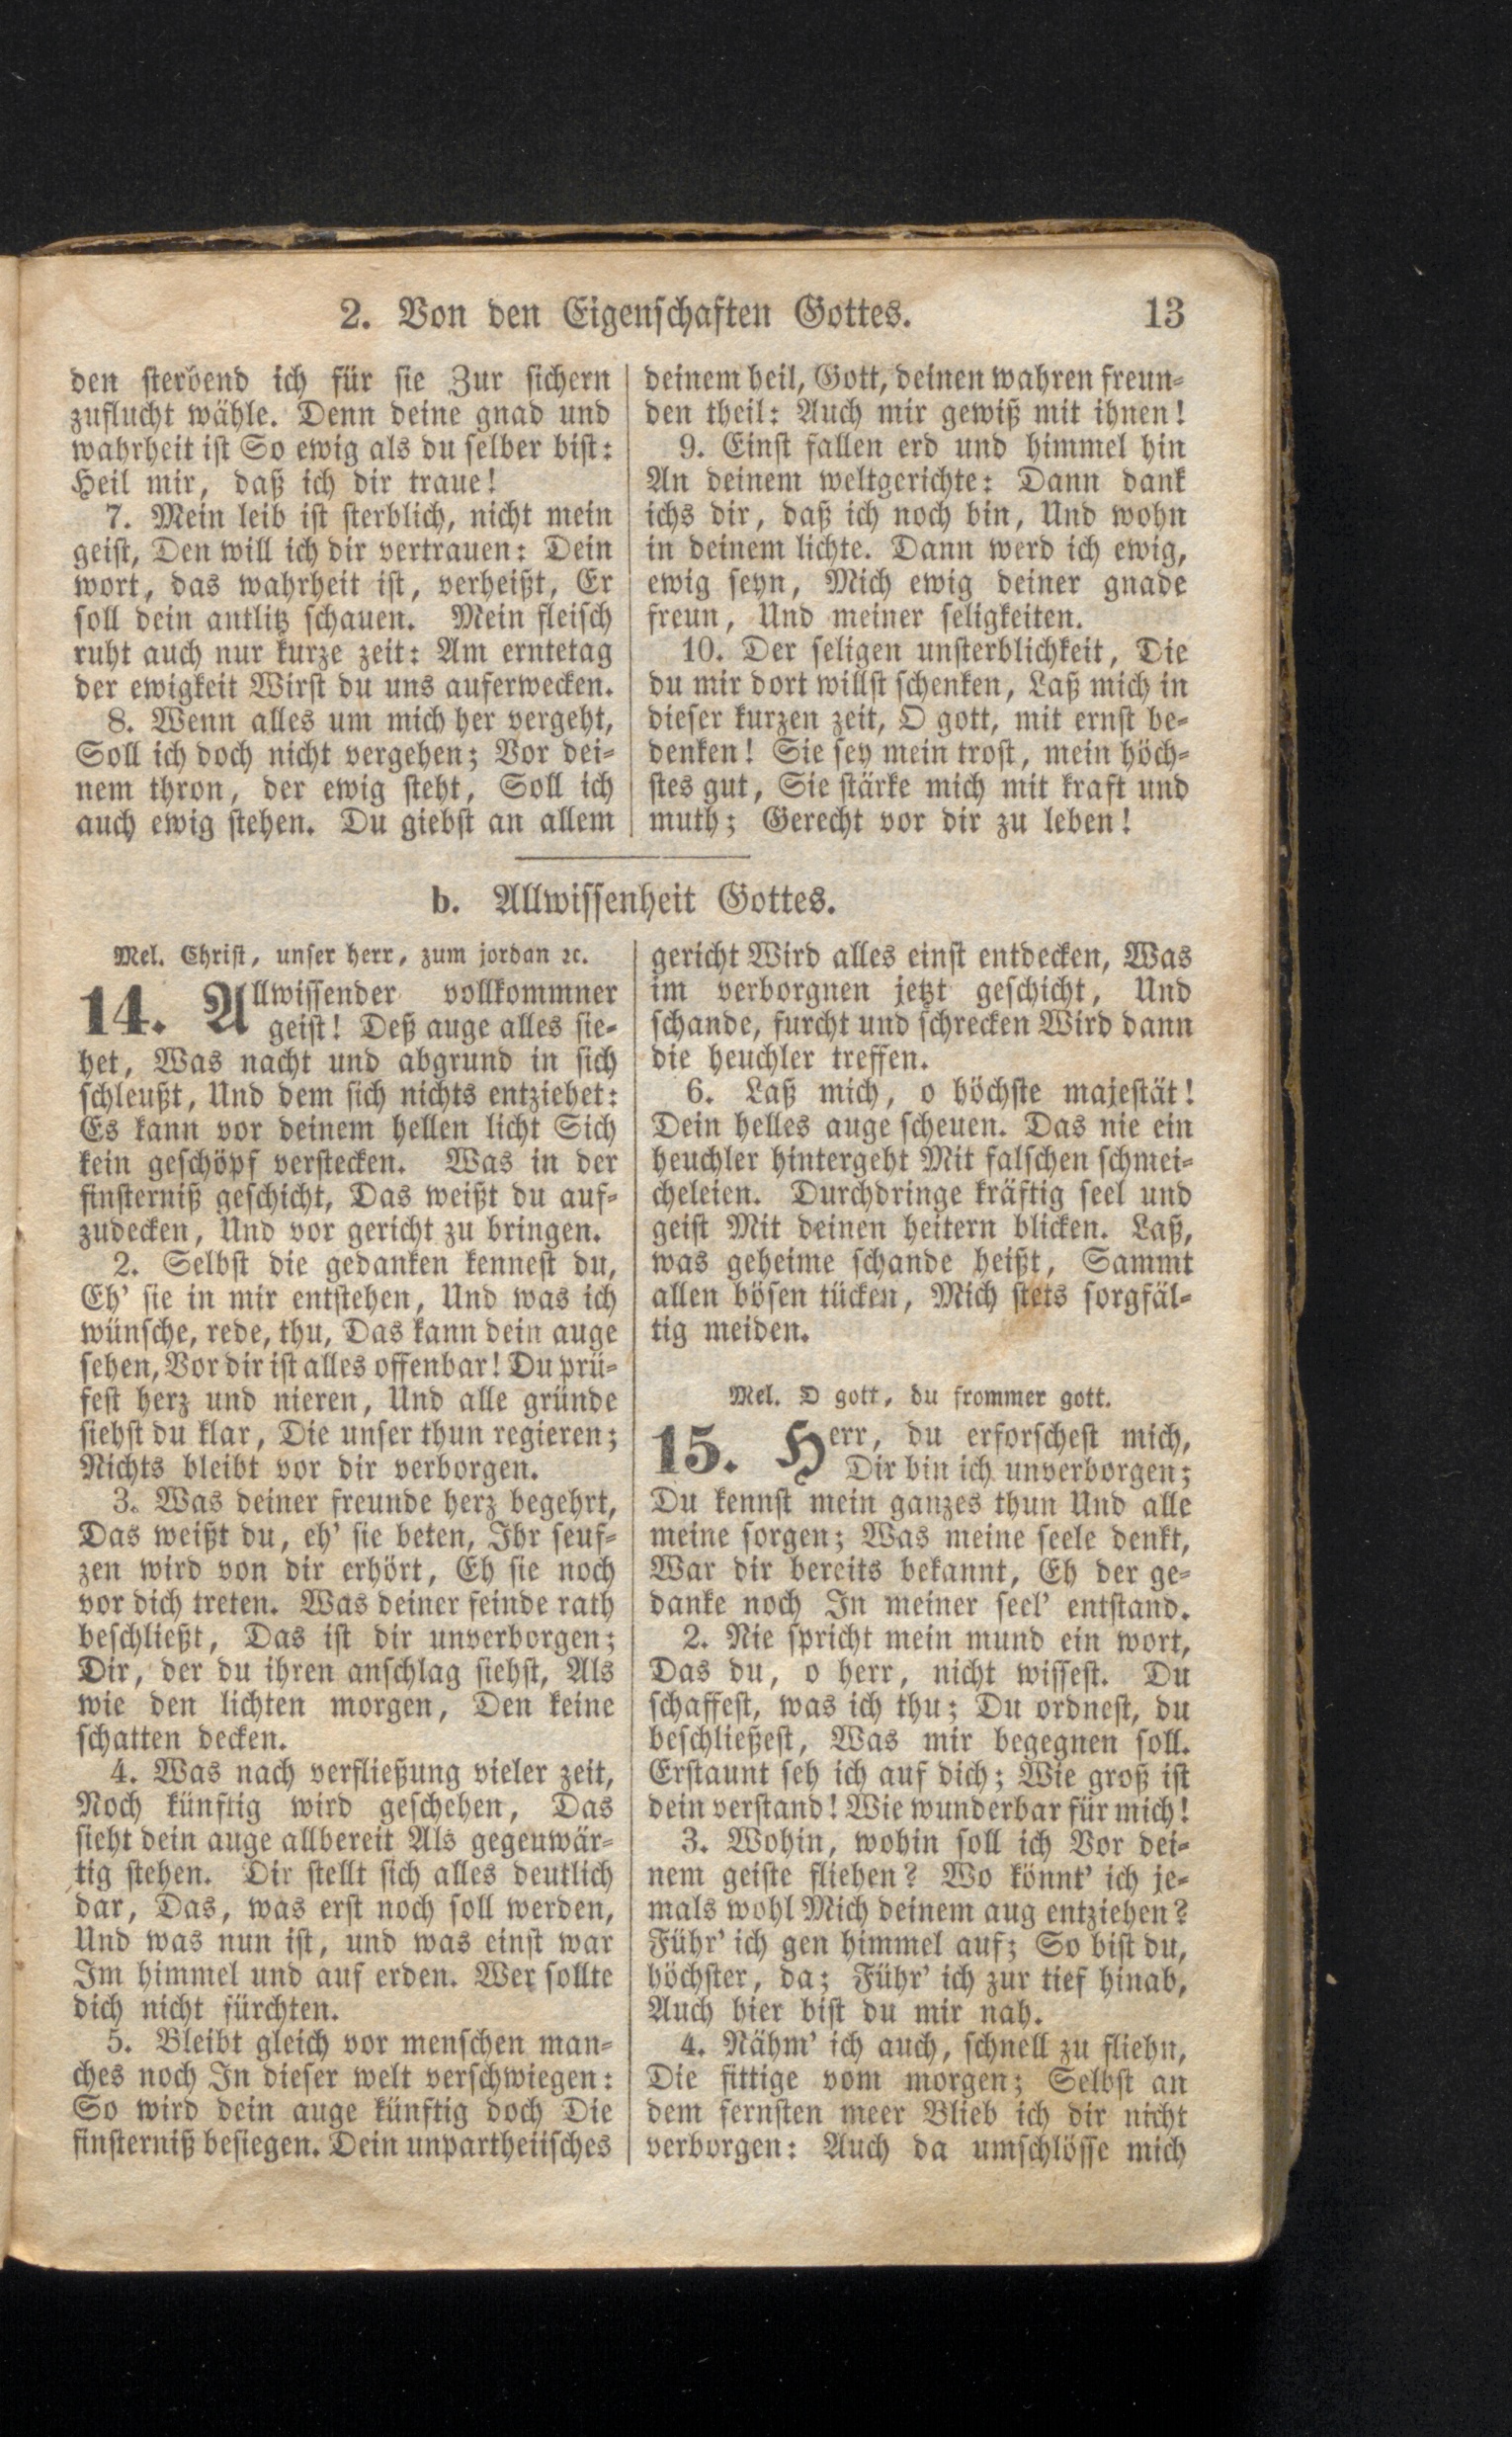 2. Von den Eigenschaften Gottes. 13
den sterbend ich für sie Zur sichern
zuflucht wähle. Denn deine gnad und
wahrheit ist So ewig als du selber bist:
Heil mir, daß ich dir traue!
7. Mein leib ist sterblich, nicht mein
geist, Den will ich dir vertrauen: Dein
wort, das wahrheit ist, verheißt, Er
soll dein antlitz schauen. Mein fleisch
ruht auch nur kurze zeit: Am erntetag
der ewigkeit Wirst du uns auferwecken.
8. Wenn alles um mich her vergeht,
Soll ich doch nicht vergehen; Vor dei-
nem thron, der ewig steht, Soll ich
auch ewig stehen. Du giebst an allem
deinem heil, Gott, deinen wahren freun-
den theil: Auch mir gewiß mit ihnen!
9. Einst fallen erd und himmel hin
An deinem weltgerichte: Dann dank
ichs dir, daß ich noch bin, Und wohn
in deinem lichte. Dann werd ich ewig,
ewig seyn, Mich ewig deiner gnade
freun, Und meiner seligkeiten.
10. Der seligen unsterblichkeit, Die
du mir dort willst schenken, Laß mich in
dieser kurzen zeit, O gott, mit ernst be-
denken! Sie sey mein trost, mein höch-
stes gut, Sie stärke mich mit kraft und
muth; Gerecht vor dir zu leben!
b. Allwissenheit Gottes.
Mel. Christ, unser herr, zum jordan ꝛc.
14. Allwissender vollkommner
geist! Deß auge alles sie-
het, Was nacht und abgrund in sich
schleußt, Und dem sich nichts entziehet:
Es kann vor deinem hellen licht Sich
kein geschöpf verstecken. Was in der
finsterniß geschicht, Das weißt du auf-
zudecken, Und vor gericht zu bringen.
2. Selbst die gedanken kennest du,
Eh' sie in mir entstehen, Und was ich
wünsche, rede, thu, Das kann dein auge
sehen, Vor dir ist alles offenbar! Du prü-
fest herz und nieren, Und alle gründe
siehst du klar, Die unser thun regieren;
Nichts bleibt vor dir verborgen.
3. Was deiner freunde herz begehrt,
Das weißt du, eh' sie beten, Ihr seuf-
zen wird von dir erhört, Eh sie noch
vor dich treten. Was deiner feinde rath
beschließt, Das ist dir unverborgen;
Dir, der du ihren anschlag siehst, Als
wie den lichten morgen, Den keine
schatten decken.
4. Was nach verfließung vieler zeit,
Noch künftig wird geschehen, Das
sieht dein auge allbereit Als gegenwär-
tig stehen. Dir stellt sich alles deutlich
dar, Das, was erst noch soll werden,
Und was nun ist, und was einst war
Im himmel und auf erden. Wer sollte
dich nicht fürchten.
5. Bleibt gleich vor menschen man-
ches noch In dieser welt verschwiegen:
So wird dein auge künftig doch Die
finsterniß besiegen. Dein unpartheiisches
gericht Wird alles einst entdecken, Was
im verborgnen jetzt geschicht, Und
schande, furcht und schrecken Wird dann
die heuchler treffen.
6. Laß mich, o höchste majestät!
Dein helles auge scheuen. Das nie ein
heuchler hintergeht Mit falschen schmei-
cheleien. Durchdringe kräftig seel und
geist Mit deinen heitern blicken. Laß,
was geheime schande heißt, Sammt
allen bösen tücken, Mich stets sorgfäl-
tig meiden.
Mel. O gott, du frommer gott.
15. Herr, du erforschest mich,
Dir bin ich unverborgen;
Du kennst mein ganzes thun Und alle
meine sorgen; Was meine seele denkt,
War dir bereits bekannt, Eh der ge-
danke noch In meiner seel' entstand.
2. Nie spricht mein mund ein wort,
Das du, o herr, nicht wissest. Du
schaffest, was ich thu; Du ordnest, du
beschließest, Was mir begegnen soll.
Erstaunt seh ich auf dich; Wie groß ist
dein verstand! Wie wunderbar für mich!
3. Wohin, wohin soll ich Vor dei-
nem geiste fliehen? Wo könnt' ich je-
mals wohl Mich deinem aug entziehen?
Führ' ich gen himmel auf; So bist du,
höchster, da; Führ' ich zur tief hinab,
Auch hier bist du mir nah.
4. Nähm' ich auch, schnell zu fliehn,
Die fittige vom morgen; Selbst an
dem fernsten meer Blieb ich dir nicht
verborgen: Auch da umschlösse mich